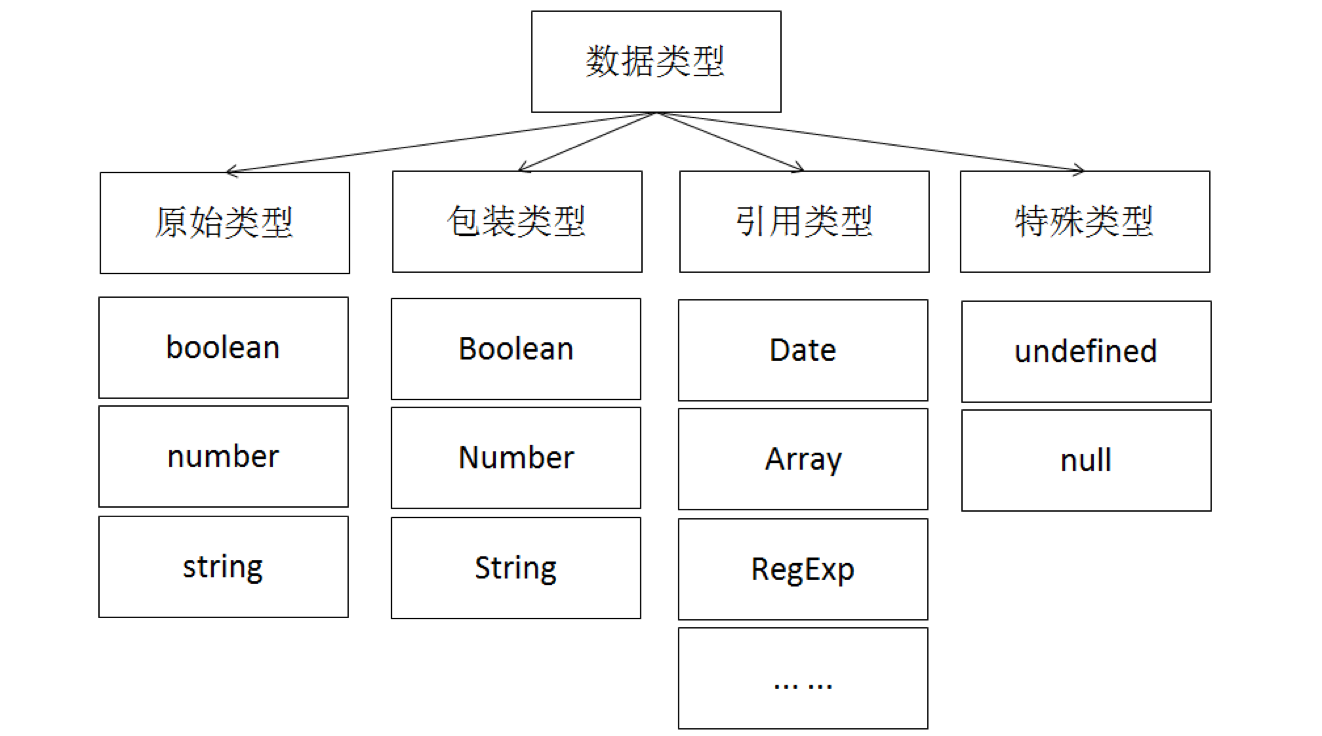 数据类型
原始类型
包装类型
引用类型
特殊类型
boolean
Boolean
Date
undefined
number
Number
Array
null
string
String
RegExp
... ...